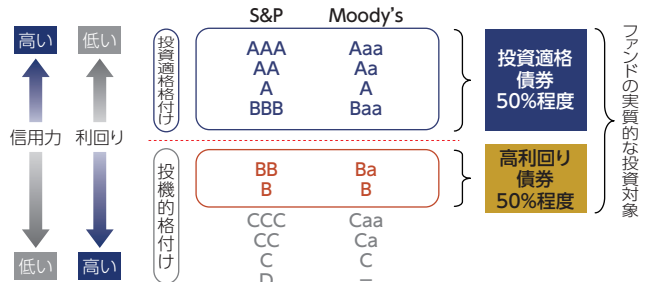 S&P Moody's
高い 低い
信用力 利回り
低い 高い
投資適格格付け
AAA Aaa
AA Aa
A A
BBB Baa
投資適格
債券
50%程度
投機的格付け
BB Ba
B B
高利回り
債券
50%程度
CCC Caa
CC Ca
C C
D –
ファンドの実質的な投資対象